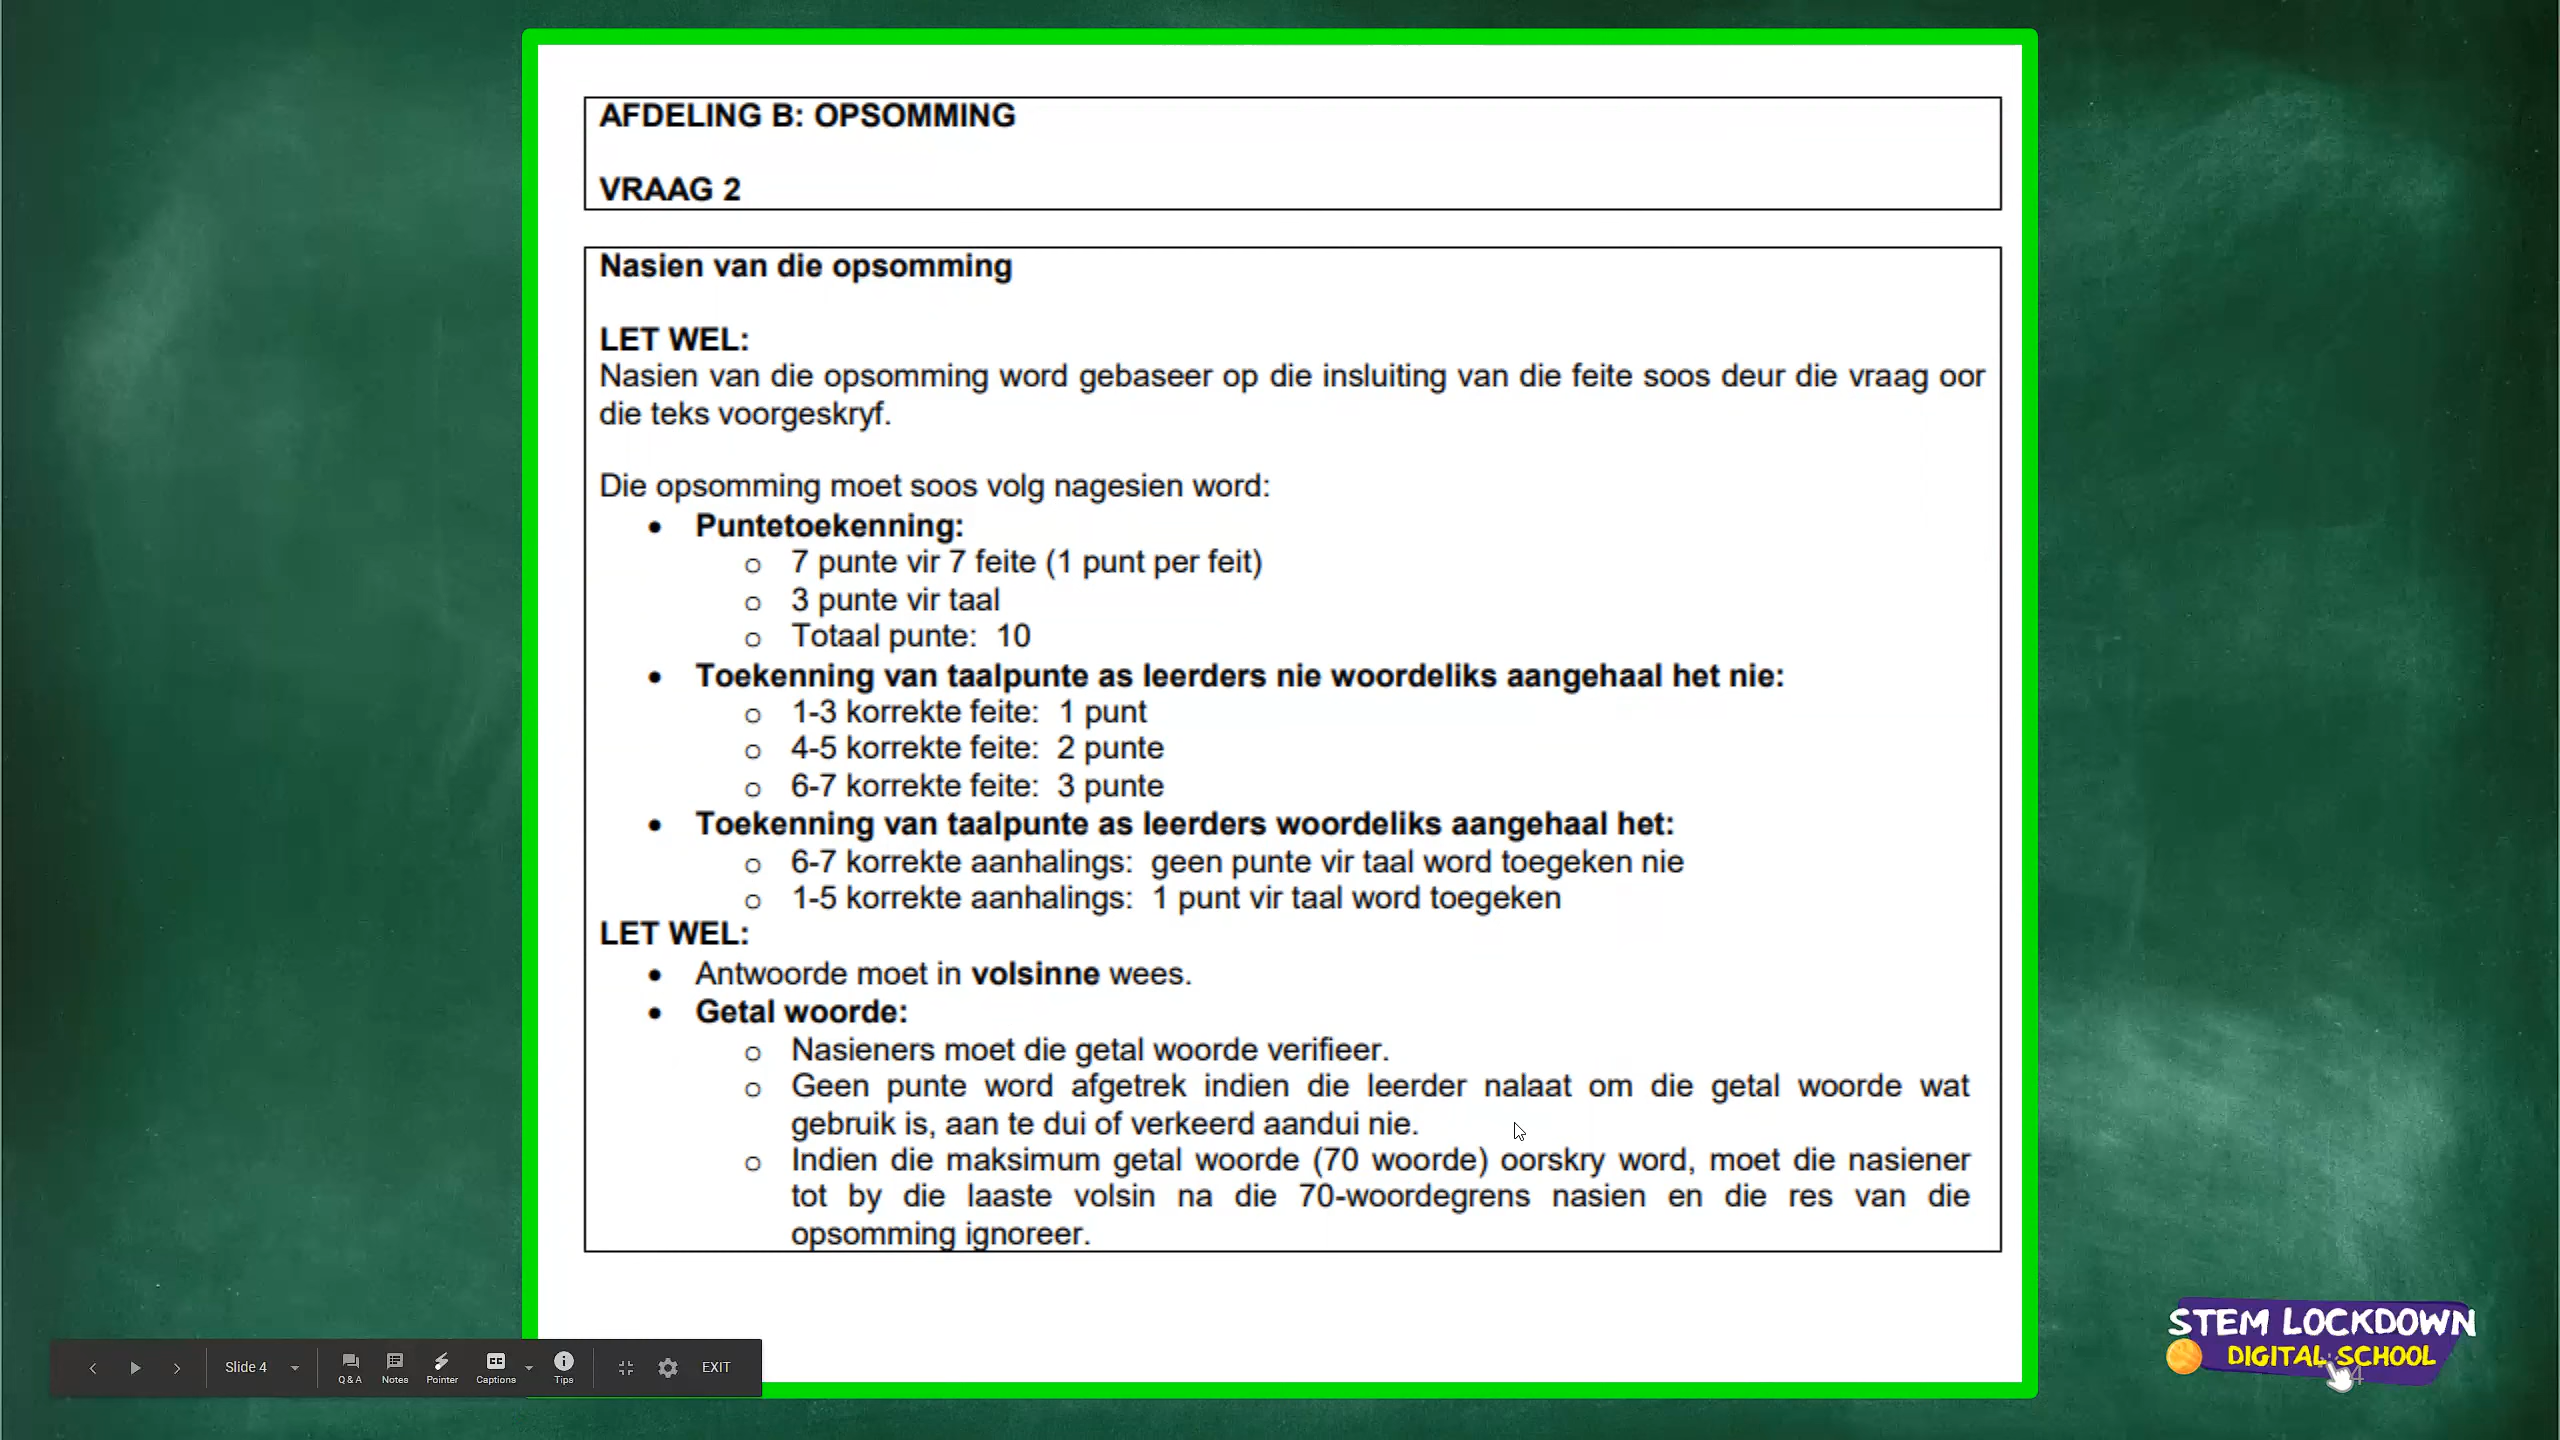 AFDELING B: OPSOMMING
VRAAG 2
Nasien van die opsomming
LET WEL:
Nasien van die opsomming word gebaseer op die insluiting van die feite soos deur die vraag oor
die teks voorgeskryf.
Die opsomming moet soos volg nagesien word:
• Puntetoekenning:
o 7 punte vir 7 feite (1 punt per feit)
o 3 punte vir taal
o Totaal punte: 10
• Toekenning van taalpunte as leerders nie woordeliks aangehaal het nie:
o 1-3 korrekte feite: 1 punt
o 4-5 korrekte feite: 2 punte
o 6-7 korrekte feite: 3 punte
• Toekenning van taalpunte as leerders woordeliks aangehaal het:
o 6-7 korrekte aanhalings: geen punte vir taal word toegeken nie
o 1-5 korrekte aanhalings: 1 punt vir taal word toegeken
LET WEL:
• Antwoorde moet in volsinne wees.
• Getal woorde:
o Nasieners moet die getal woorde verifieer.
o Geen punte word afgetrek indien die leerder nalaat om die getal woorde wat
gebruik is, aan te dui of verkeerd aandui nie.
o Indien die maksimum getal woorde (70 woorde) oorskry word, moet die nasiener
tot by die laaste volsin na die 70-woordegrens nasien en die res van die
opsomming ignoreer.
STEM LOCKDOWN
DIGITAL SCHOOL
4
Slide 4
Q & A
Notes
Pointer
CC
Captions
Tips
EXIT